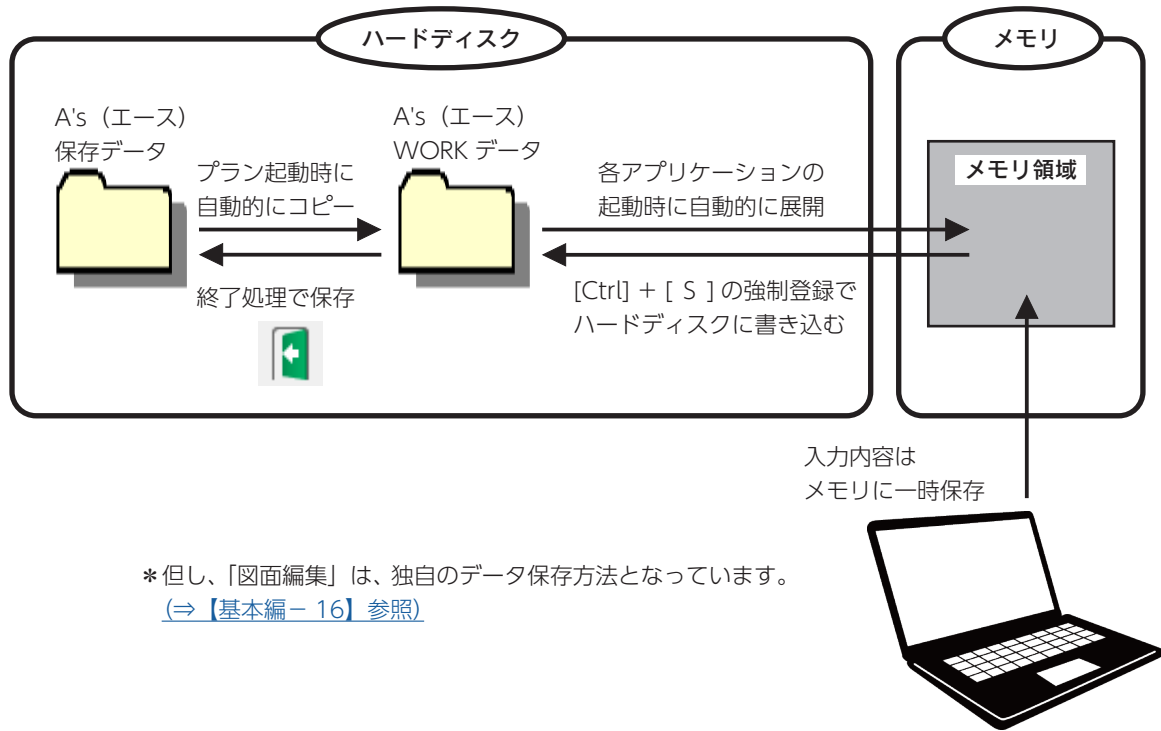 ハードディスク
メモリ
A's（エース）
保存データ
プラン起動時に
自動的にコピー
終了処理で保存
A's（エース）
WORK データ
各アプリケーションの
起動時に自動的に展開
[Ctrl] + [ S ] の強制登録で
ハードディスクに書き込む
メモリ領域
入力内容は
メモリに一時保存
＊但し、「図面編集」は、独自のデータ保存方法となっています。
（⇒【基本編－ 16】参照）